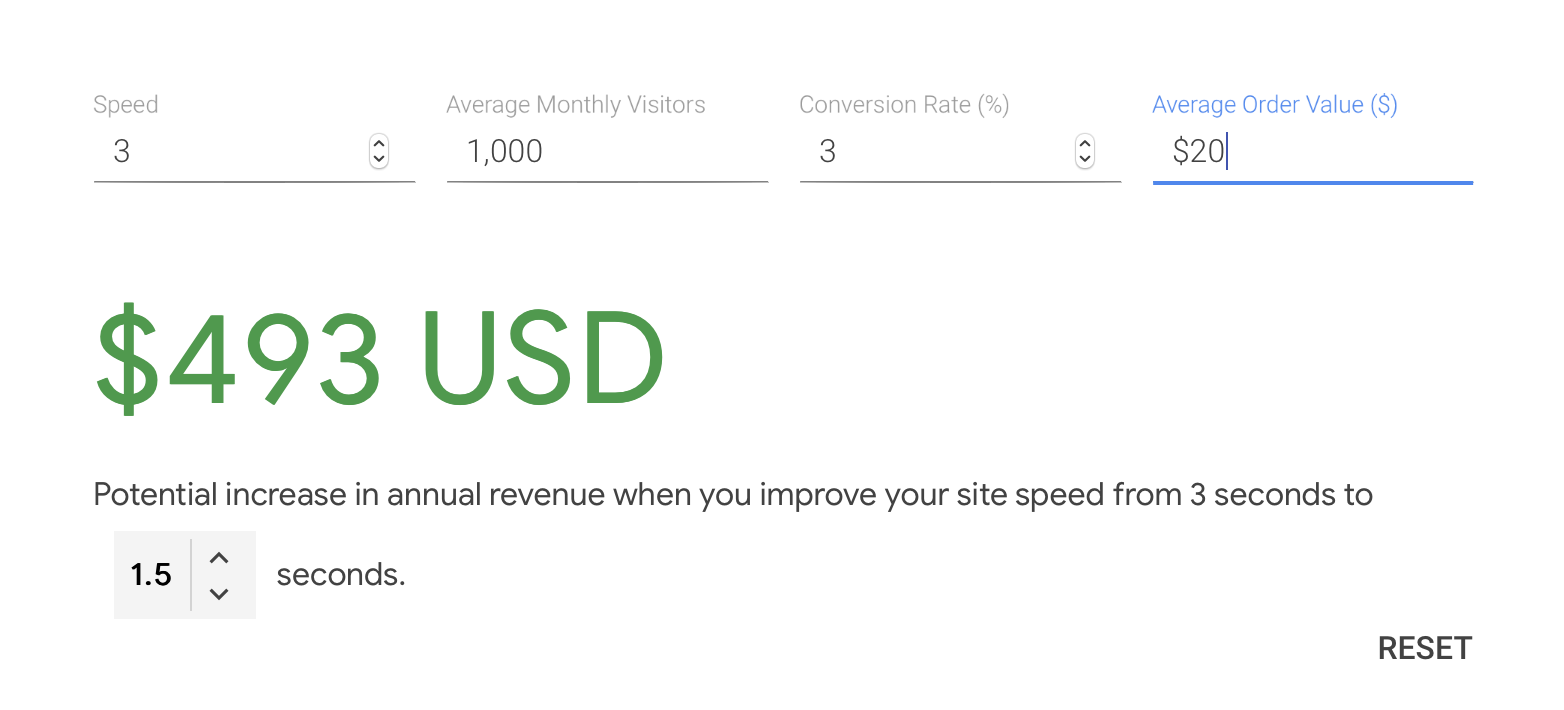 Speed
Average Monthly Visitors
Conversion Rate (%)
Average Order Value ($)
3
1,000
3
$20
$493 USD
Potential increase in annual revenue when you improve your site speed from 3 seconds to
1.5 seconds.
RESET